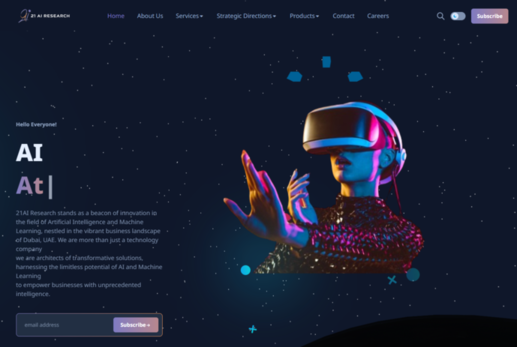 21 AI RESEARCH
Home About Us Services Strategic Directions Products Contact Careers Subscribe
Hello Everyone!
AI
At|
21AI Research stands as a beacon of innovation in
the field of Artificial Intelligence and Machine
Learning, nestled in the vibrant business landscape
of Dubai, UAE. We are more than just a technology
company
we are architects of transformative solutions,
harnessing the limitless potential of AI and Machine
Learning
to empower businesses with unprecedented
intelligence.
email address Subscribe »